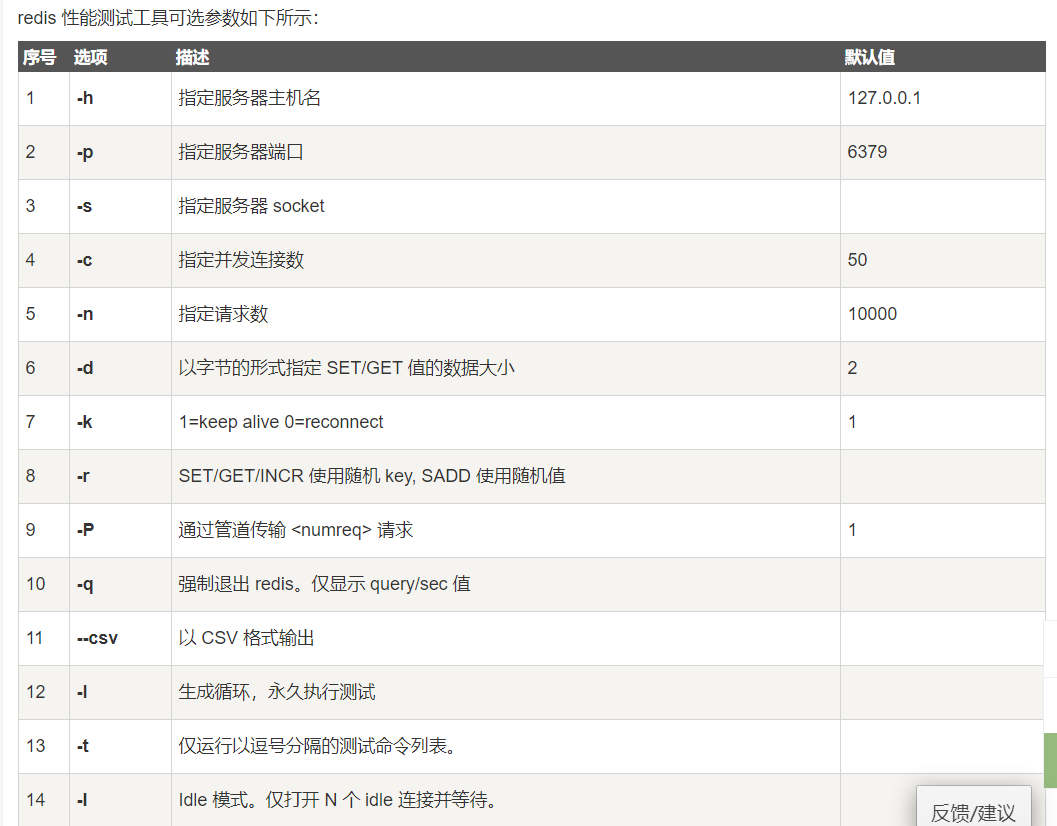 redis 性能测试工具可选参数如下所示：
序号 选项 描述 默认值
1 -h 指定服务器主机名 127.0.0.1
2 -p 指定服务器端口 6379
3 -s 指定服务器 socket
4 -c 指定并发连接数 50
5 -n 指定请求数 10000
6 -d 以字节的形式指定 SET/GET 值的数据大小 2
7 -k 1=keep alive 0=reconnect 1
8 -r SET/GET/INCR 使用随机 key, SADD 使用随机值
9 -P 通过管道传输 <numreq> 请求 1
10 -q 强制退出 redis。仅显示 query/sec 值
11 --csv 以 CSV 格式输出
12 -l 生成循环，永久执行测试
13 -t 仅运行以逗号分隔的测试命令列表。
14 -I Idle 模式。仅打开 N 个 idle 连接并等待。
反馈/建议